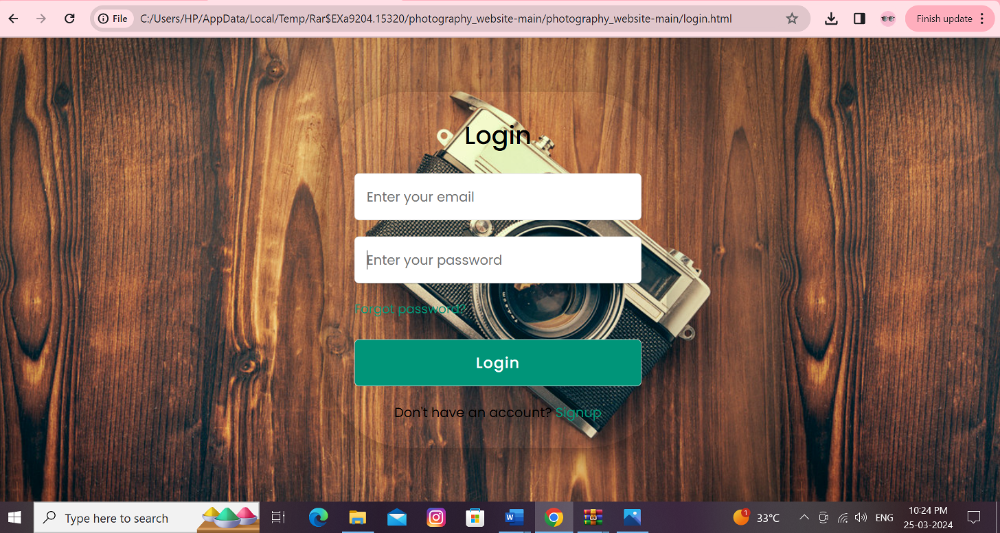 File C:/Users/HP/AppData/Local/Temp/Rar$EXa9204.15320/photography_website-main/photography_website-main/login.html Finish update
Login
Enter your email
Enter your password
Forgot password?
Login
Don't have an account? Signup
Type here to search
W
1
33°C
ENG
10:24 PM
25-03-2024